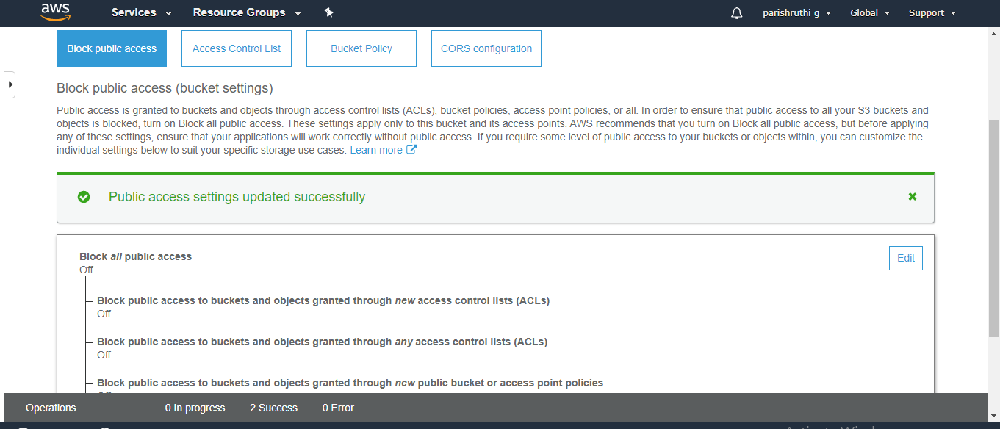 aws Services Resource Groups parishruthi g Global Support
Block public access Access Control List Bucket Policy CORS configuration
Block public access (bucket settings)
Public access is granted to buckets and objects through access control lists (ACLs), bucket policies, access point policies, or all. In order to ensure that public access to all your S3 buckets and
objects is blocked, turn on Block all public access. These settings apply only to this bucket and its access points. AWS recommends that you turn on Block all public access, but before applying
any of these settings, ensure that your applications will work correctly without public access. If you require some level of public access to your buckets or objects within, you can customize the
individual settings below to suit your specific storage use cases. Learn more
Public access settings updated successfully
Block all public access
Edit
Off
Block public access to buckets and objects granted through new access control lists (ACLs)
Off
Block public access to buckets and objects granted through any access control lists (ACLs)
Off
Block public access to buckets and objects granted through new public bucket or access point policies
Operations 0 In progress 2 Success 0 Error